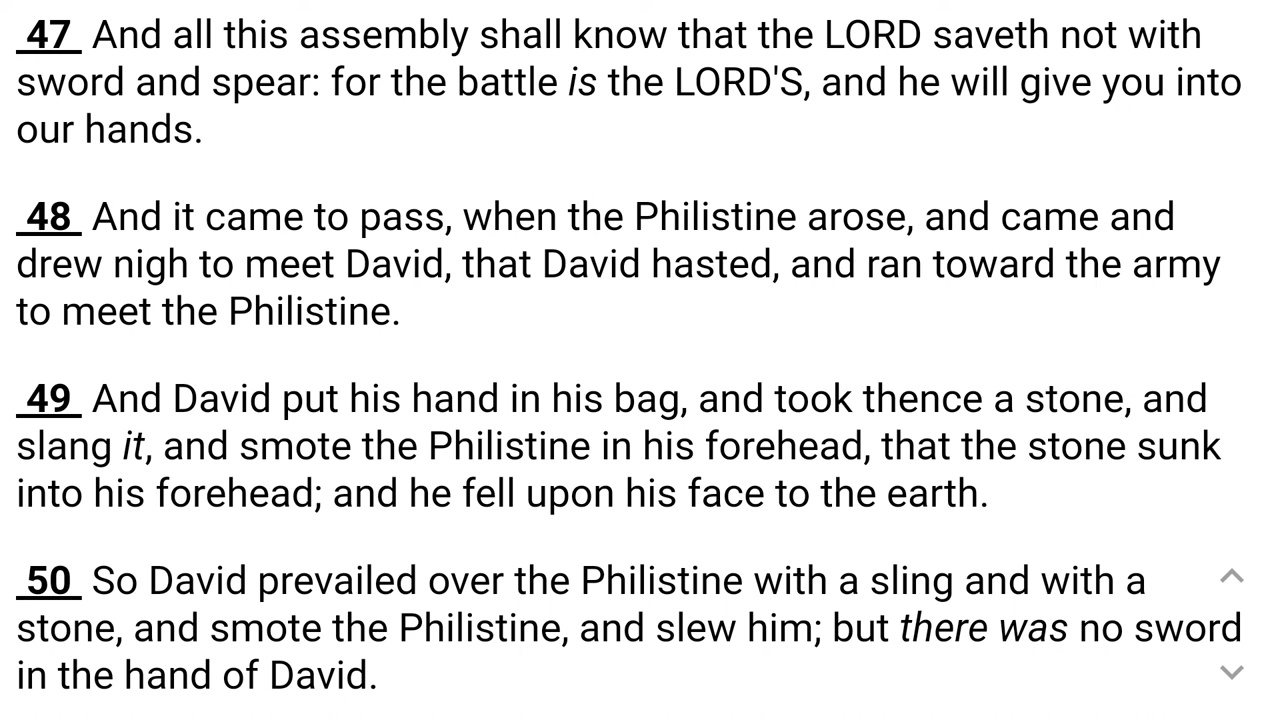 47 And all this assembly shall know that the LORD saveth not with
sword and spear: for the battle is the LORD'S, and he will give you into
our hands.
48 And it came to pass, when the Philistine arose, and came and
drew nigh to meet David, that David hasted, and ran toward the army
to meet the Philistine.
49 And David put his hand in his bag, and took thence a stone, and
slang it, and smote the Philistine in his forehead, that the stone sunk
into his forehead; and he fell upon his face to the earth.
50 So David prevailed over the Philistine with a sling and with a
stone, and smote the Philistine, and slew him; but there was no sword
in the hand of David.